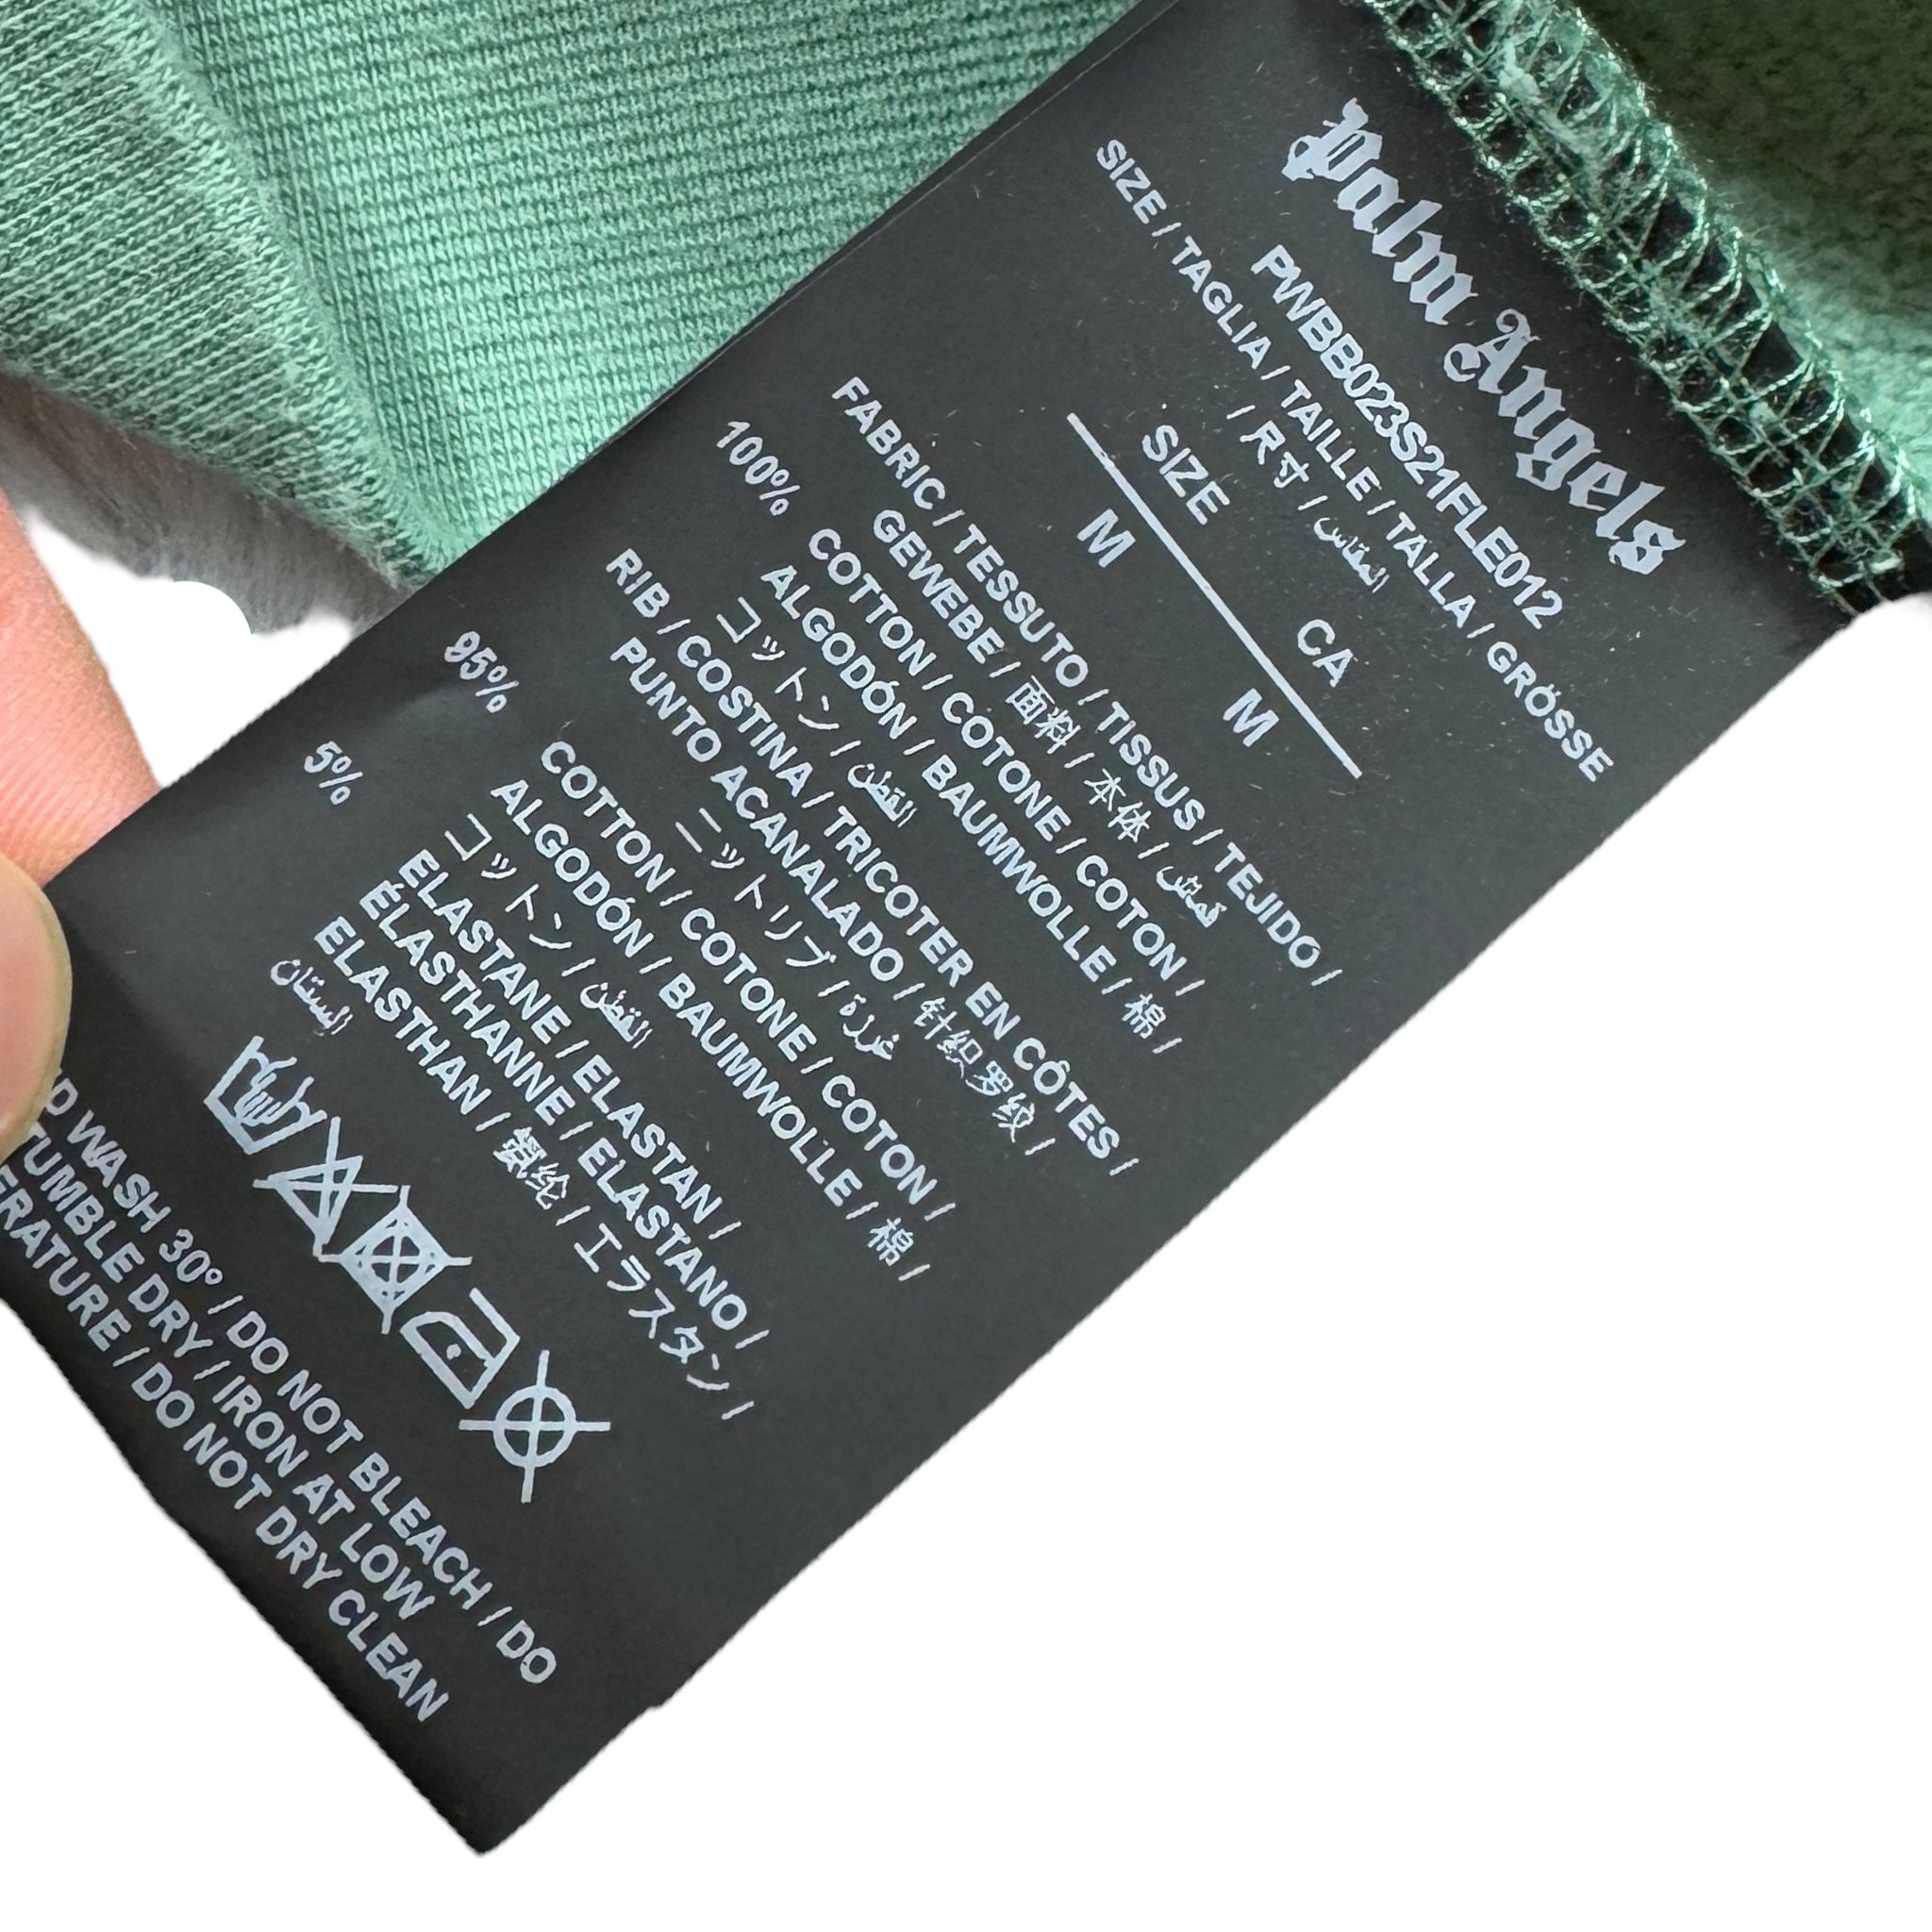 Palm Angels
PWBB023S21FLE012
SIZE / TAGLIA / TAILLE / TALLA / GRÖSSE
/ 尺寸 / المقاس
SIZE CA
M M
FABRIC / TESSUTO / TISSUS / TEJIDO /
GEWEBE / 面料 / 本体 / قمش
100% COTTON / COTONE / COTON /
ALGODÓN / BAUMWOLLE / 棉 /
コットン / القطن
RIB / COSTINA / TRICOTER EN CÔTES /
PUNTO ACANALADO / 针织罗纹 /
ニットリブ / غرزة
95% COTTON / COTONE / COTON /
ALGODÓN / BAUMWOLLE / 棉 /
コットン / القطن
5% ELASTANE / ELASTAN /
ÉLASTHANNE / ELASTANO /
ELASTHAN / 氨纶 / エラスタン /
WASH 30° / DO NOT BLEACH / DO
TUMBLE DRY / IRON AT LOW
DO NOT DRY CLEAN